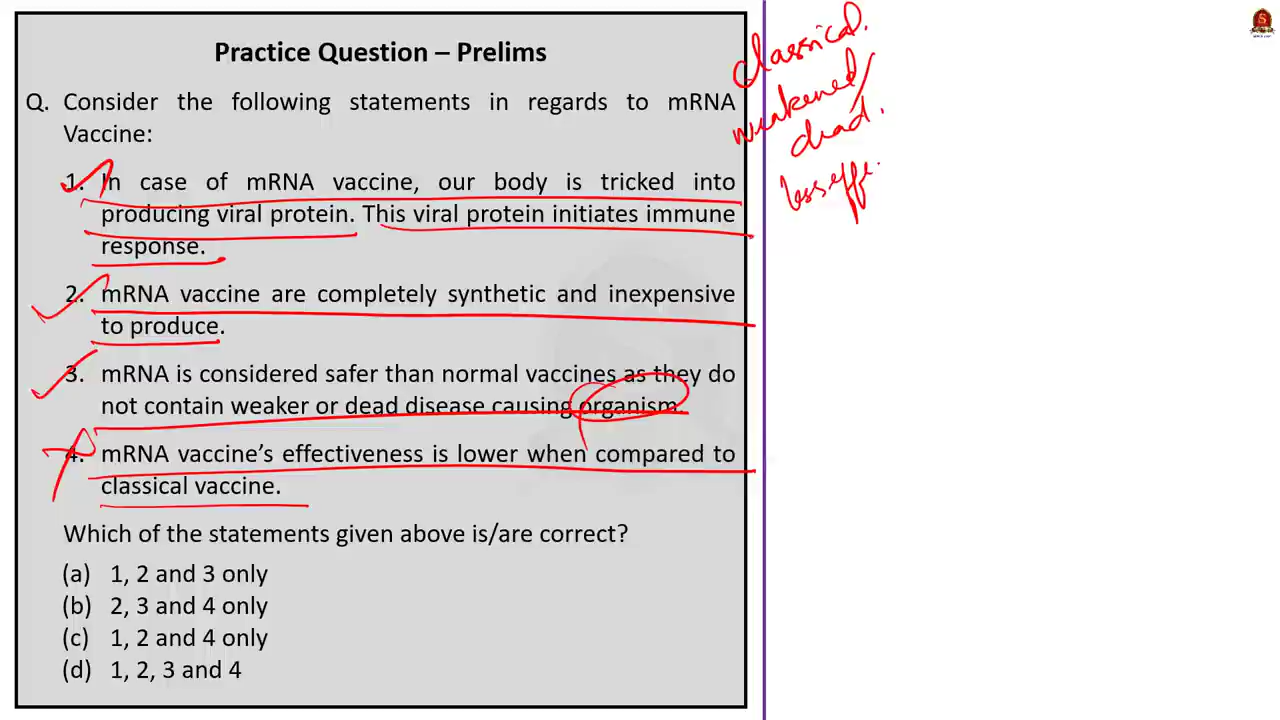 Practice Question – Prelims
Q. Consider the following statements in regards to mRNA
Vaccine:
1. In case of mRNA vaccine, our body is tricked into
producing viral protein. This viral protein initiates immune
response.
2. mRNA vaccine are completely synthetic and inexpensive
to produce.
3. mRNA is considered safer than normal vaccines as they do
not contain weaker or dead disease causing organism.
4. mRNA vaccine's effectiveness is lower when compared to
classical vaccine.
Which of the statements given above is/are correct?
(a) 1, 2 and 3 only
(b) 2, 3 and 4 only
(c) 1, 2 and 4 only
(d) 1, 2, 3 and 4
classical.
weakened/
dead.
less effe.